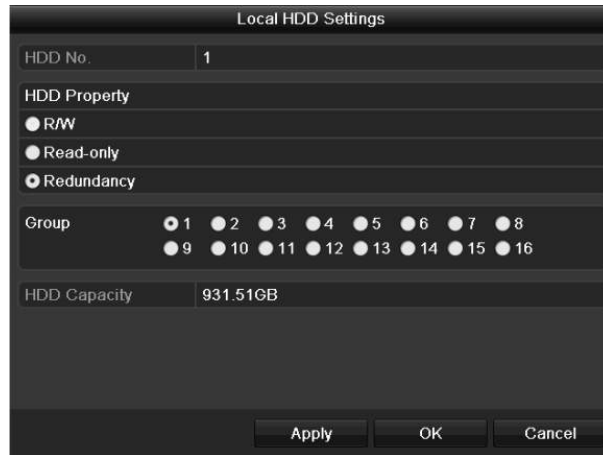 Local HDD Settings
HDD No. 1
HDD Property
R/W
Read-only
Redundancy
Group 1 2 3 4 5 6 7 8
9 10 11 12 13 14 15 16
HDD Capacity 931.51GB
Apply OK Cancel